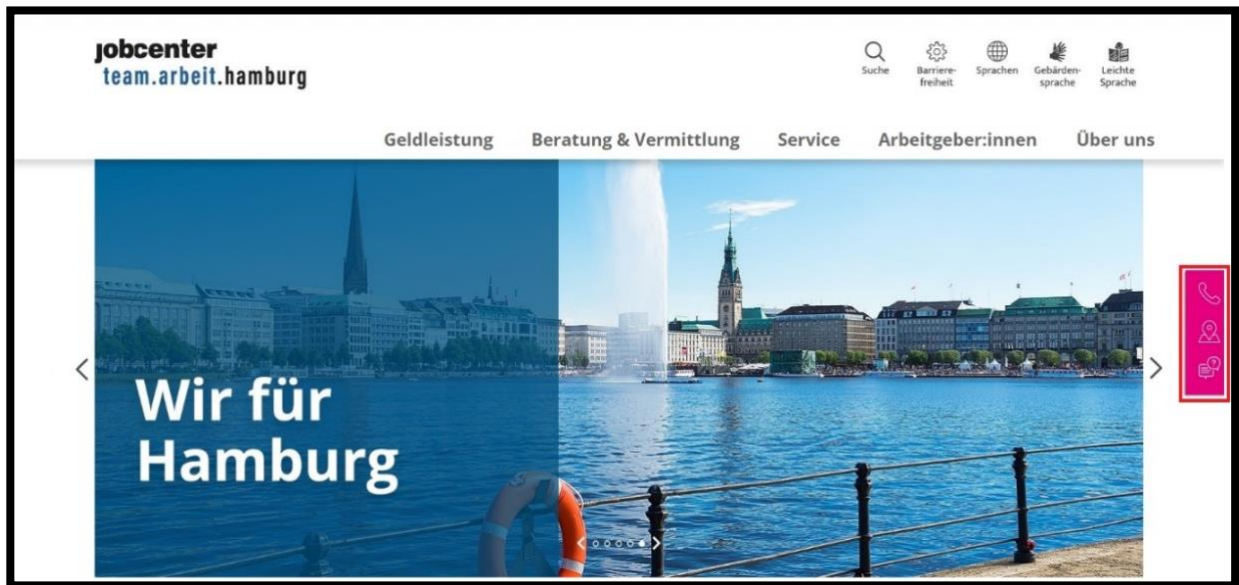 jobcenter
team.arbeit.hamburg
Suche
Barriere-
freiheit
Sprachen
Gebärden-
sprache
Leichte
Sprache
Geldleistung Beratung & Vermittlung Service Arbeitgeber:innen Über uns
Wir für
Hamburg